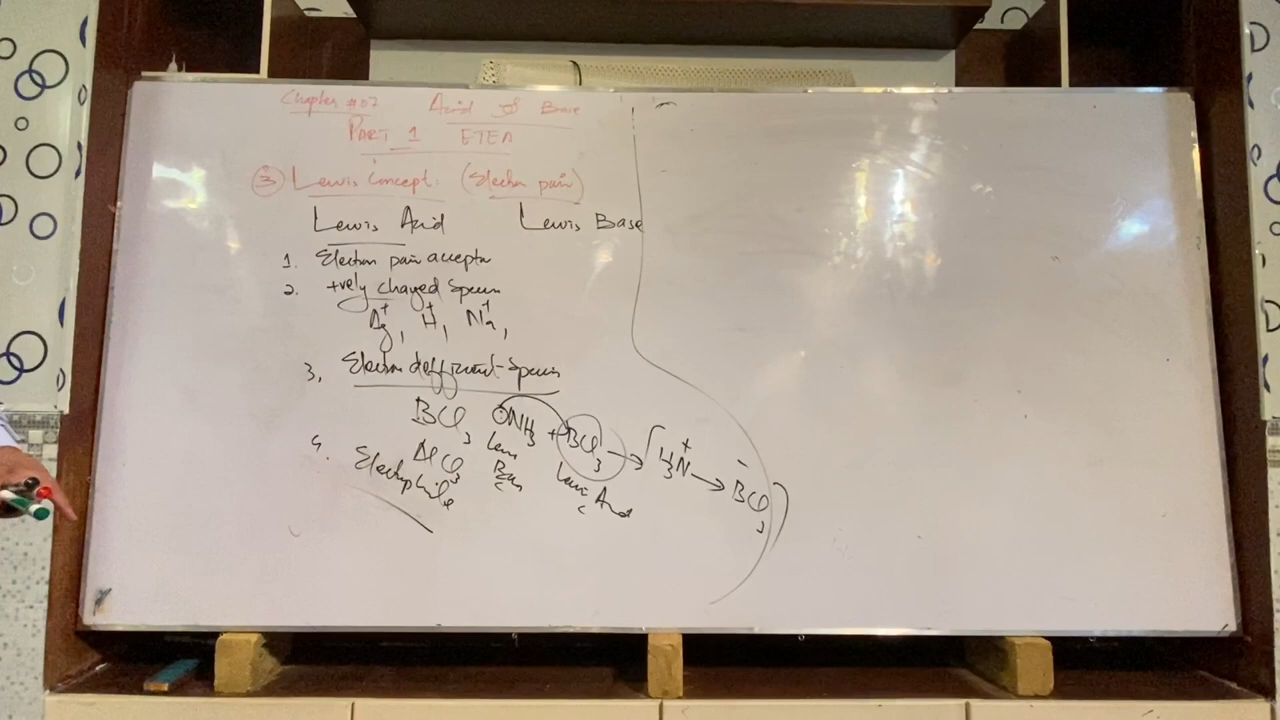 Chapter #07 Acid & Base
PART 1 ETEA
③ Lewis Concept. (Electron pair)
Lewis Acid Lewis Base
1. Electron pair acceptor
2. +vely charged Species
Ag⁺, H⁺, Na⁺,
3. Electron defficient Species
BCl₃ :NH₃ + BCl₃ → [H₃N⁺ → B⁻Cl₃]
AlCl₃ Lewis Base Lewis Acid
4. Electrophile